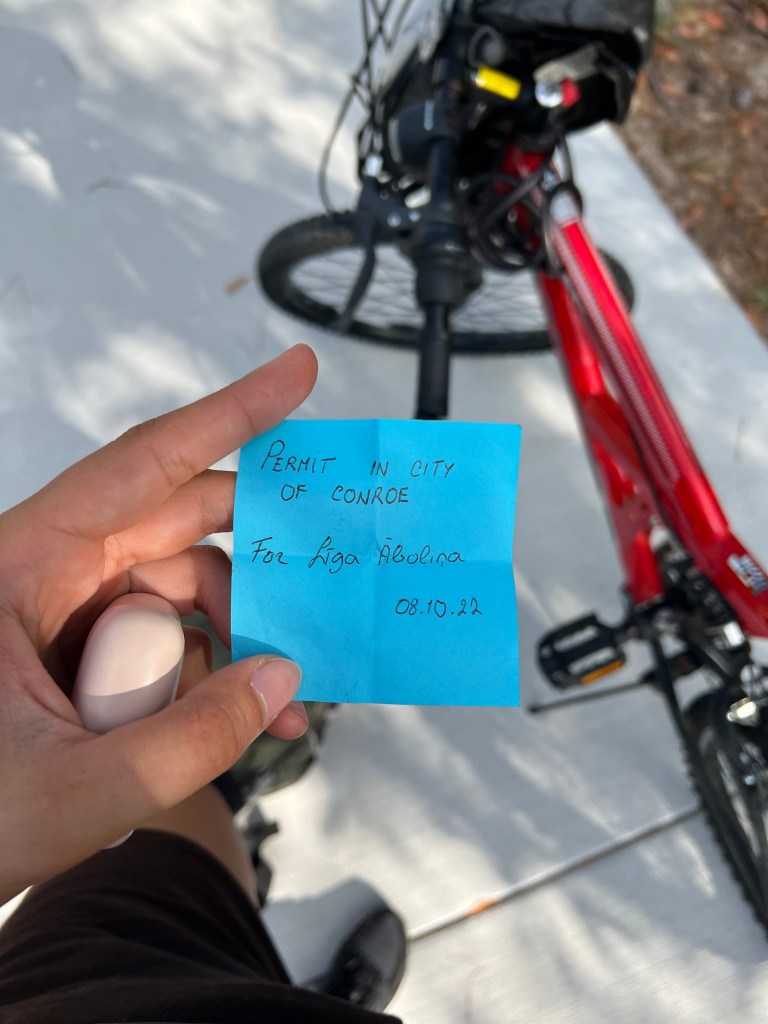 PERMIT IN CITY
OF CONROE
For Līga Āboliņa
08.10.22